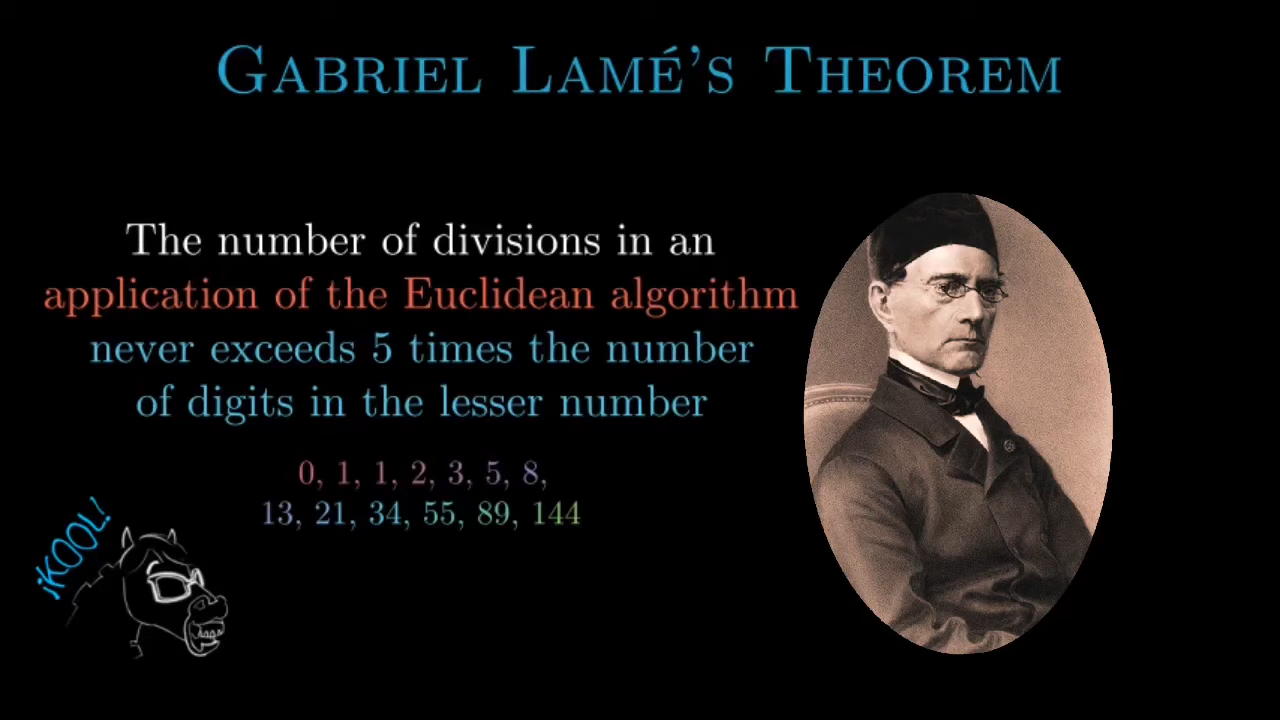 GABRIEL LAMÉ'S THEOREM
The number of divisions in an
application of the Euclidean algorithm
never exceeds 5 times the number
of digits in the lesser number
0, 1, 1, 2, 3, 5, 8,
13, 21, 34, 55, 89, 144
¡KOOL!